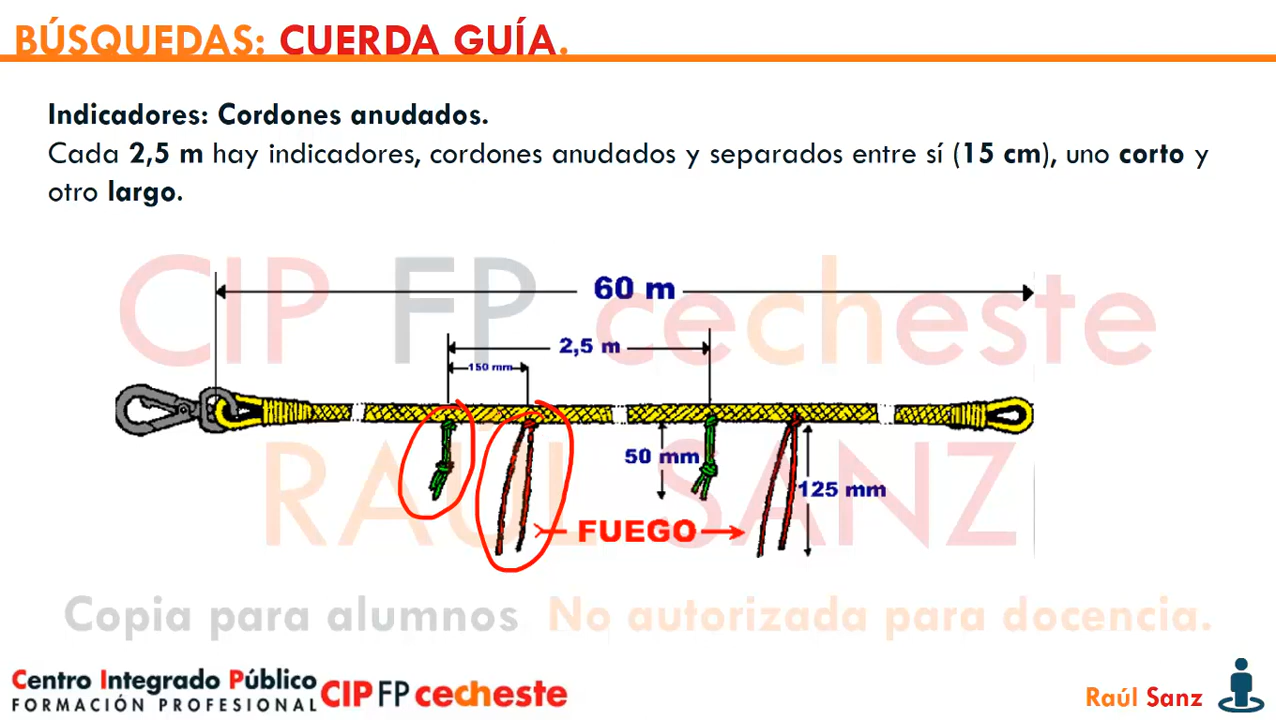 BÚSQUEDAS: CUERDA GUÍA.
Indicadores: Cordones anudados.
Cada 2,5 m hay indicadores, cordones anudados y separados entre sí (15 cm), uno corto y
otro largo.
CIP FP cecheste
60 m
2,5 m
150 mm
RAÚL SANZ
50 mm
125 mm
FUEGO
Copia para alumnos No autorizada para docencia.
Centro Integrado Público
FORMACIÓN PROFESIONAL
CIP FP cecheste
Raúl Sanz